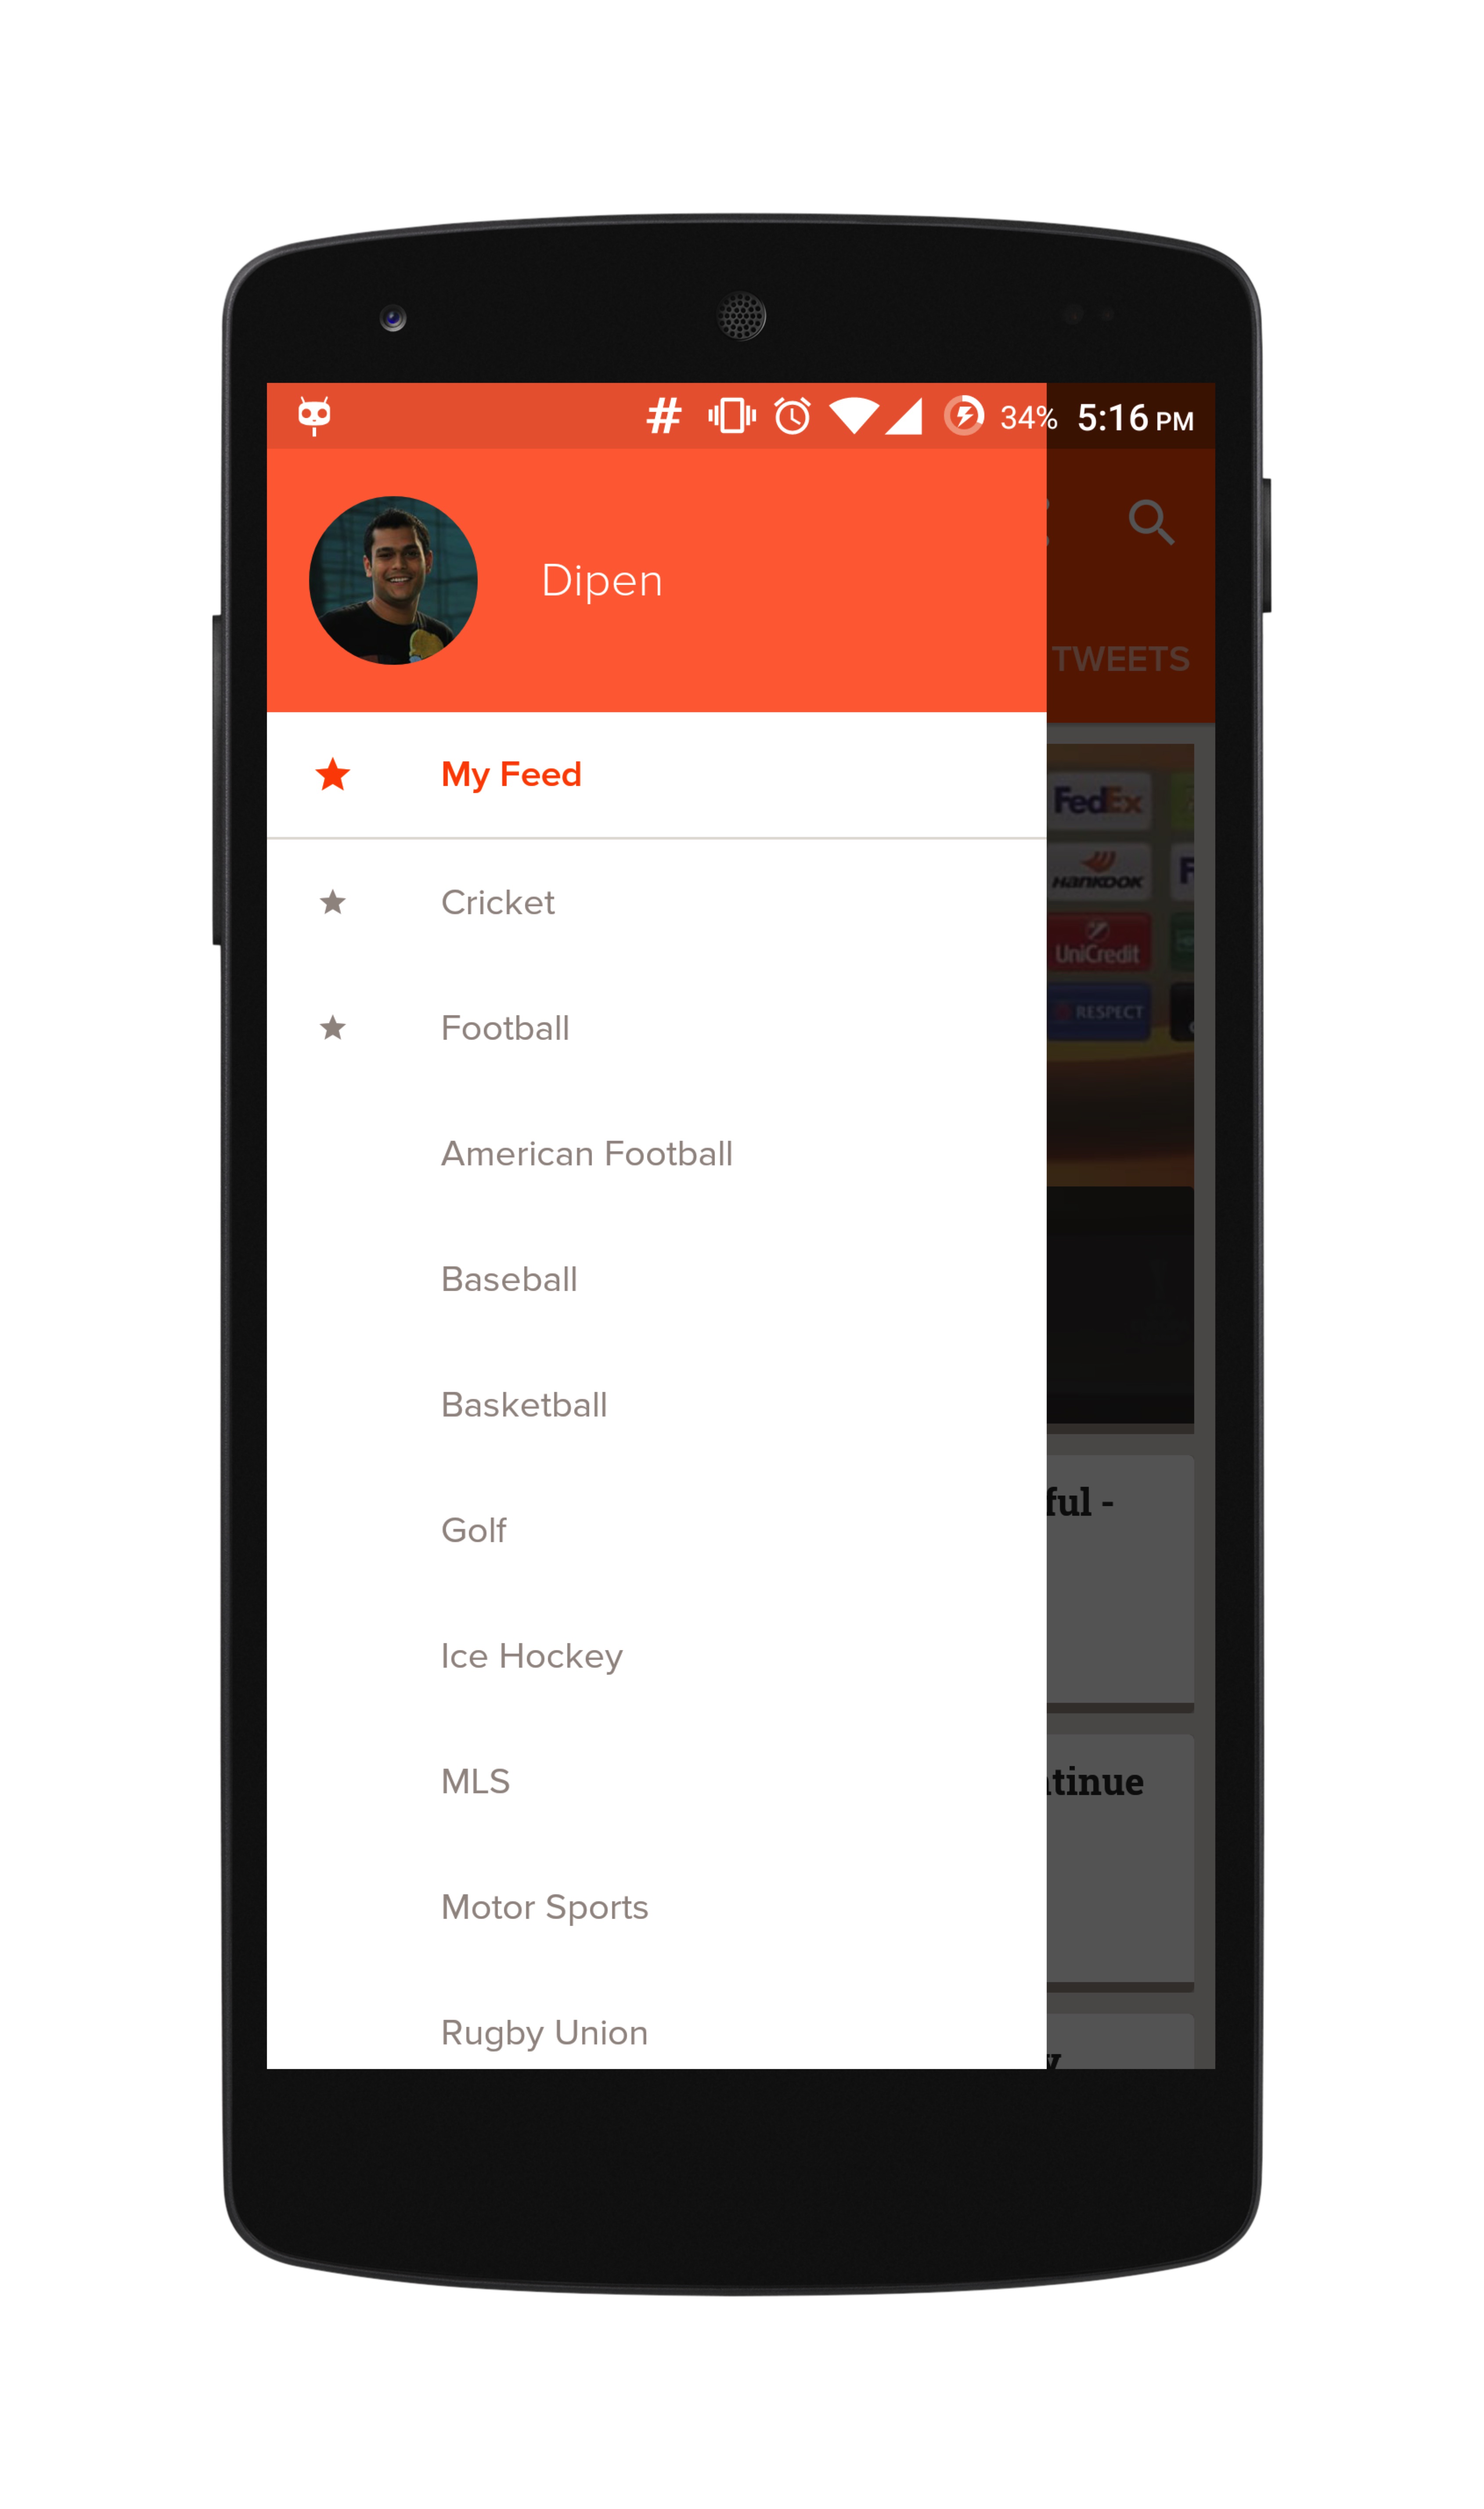 34% 5:16 PM
Dipen
TWEETS
My Feed
FedEx
Hankook
Cricket
UniCredit
RESPECT
Football
American Football
Baseball
Basketball
ful -
Golf
Ice Hockey
MLS
tinue
Motor Sports
Rugby Union